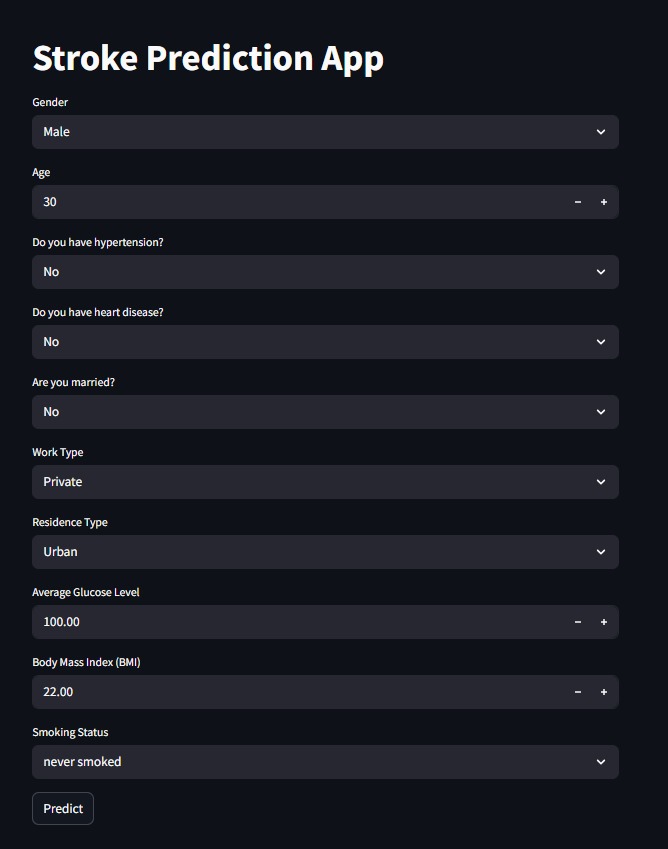 Stroke Prediction App
Gender
Male
Age
30
Do you have hypertension?
No
Do you have heart disease?
No
Are you married?
No
Work Type
Private
Residence Type
Urban
Average Glucose Level
100.00
Body Mass Index (BMI)
22.00
Smoking Status
never smoked
Predict